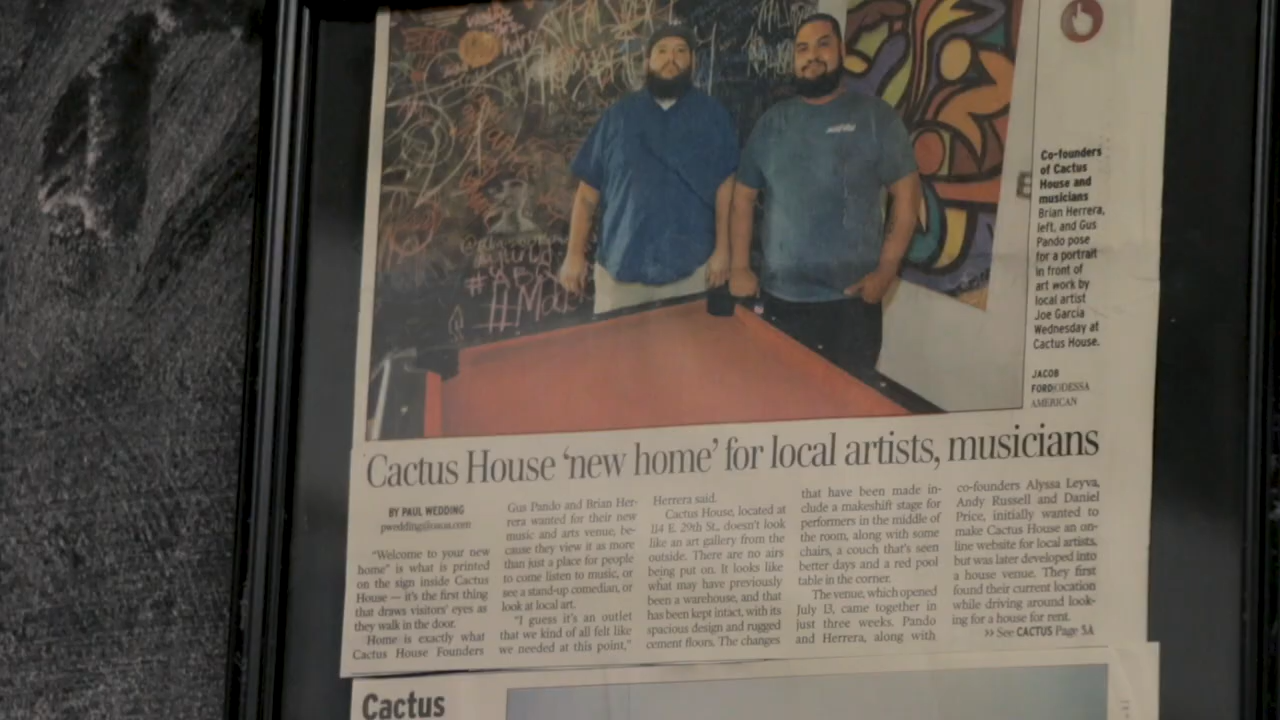 #Ma
Co-founders
of Cactus
House and
musicians
Brian Herrera,
left, and Gus
Pando pose
for a portrait
in front of
art work by
local artist
Joe Garcia
Wednesday at
Cactus House.
JACOB
FORD|ODESSA
AMERICAN
Cactus House ‘new home’ for local artists, musicians
BY PAUL WEDDING
pwedding@oaoa.com
“Welcome to your new
home” is what is printed
on the sign inside Cactus
House — it’s the first thing
that draws visitors’ eyes as
they walk in the door.
Home is exactly what
Cactus House Founders
Gus Pando and Brian Her-
rera wanted for their new
music and arts venue, be-
cause they view it as more
than just a place for people
to come listen to music, or
see a stand-up comedian, or
look at local art.
“I guess it’s an outlet
that we kind of all felt like
we needed at this point,”
Herrera said.
Cactus House, located at
114 E. 29th St., doesn’t look
like an art gallery from the
outside. There are no airs
being put on. It looks like
what may have previously
been a warehouse, and that
has been kept intact, with its
spacious design and rugged
cement floors. The changes
that have been made in-
clude a makeshift stage for
performers in the middle of
the room, along with some
chairs, a couch that’s seen
better days and a red pool
table in the corner.
The venue, which opened
July 13, came together in
just three weeks. Pando
and Herrera, along with
co-founders Alyssa Leyva,
Andy Russell and Daniel
Price, initially wanted to
make Cactus House an on-
line website for local artists,
but was later developed into
a house venue. They first
found their current location
while driving around look-
ing for a house for rent.
>> See CACTUS Page 5A
Cactus